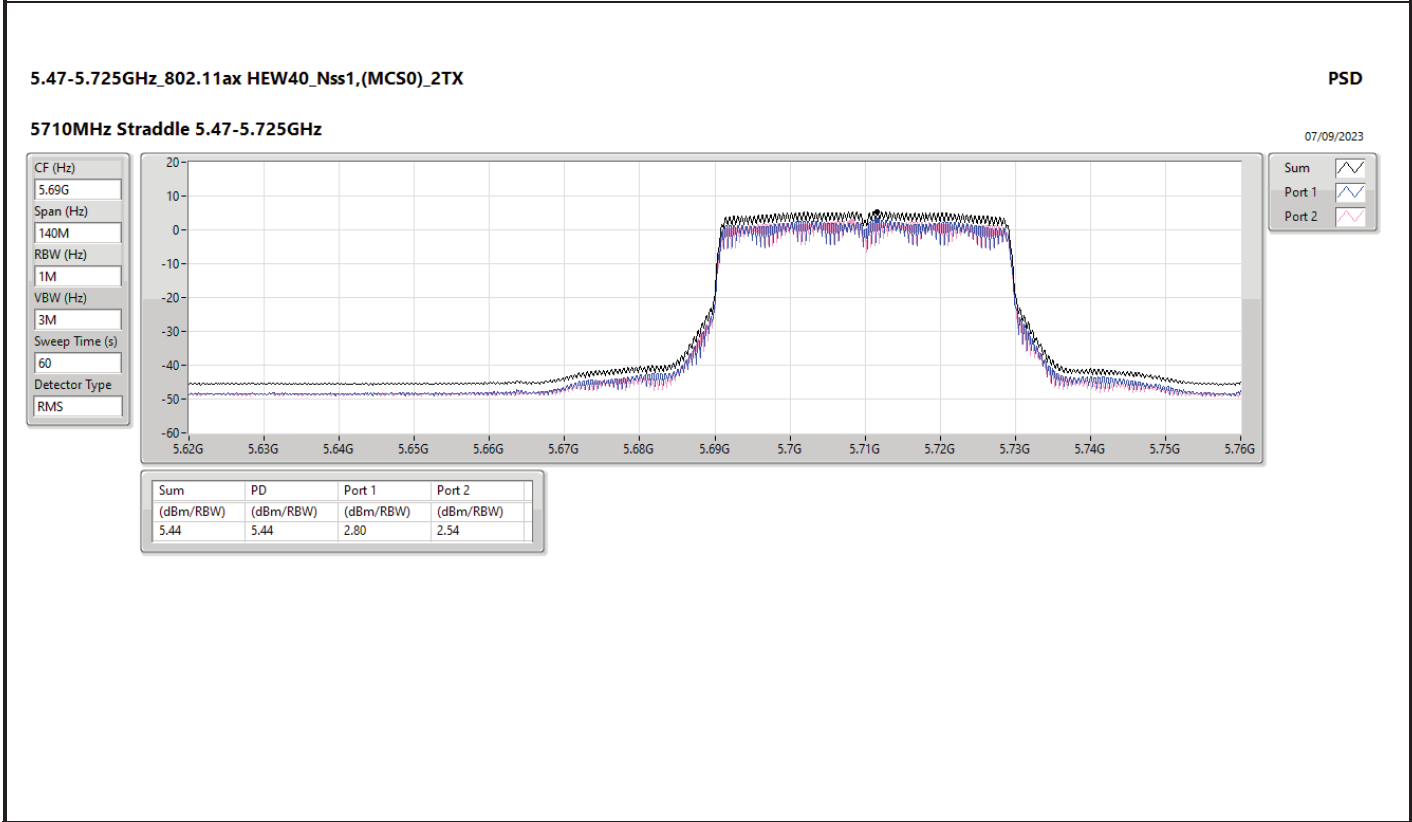 5.47-5.725GHz_802.11ax HEW40_Nss1,(MCS0)_2TX
PSD
5710MHz Straddle 5.47-5.725GHz
07/09/2023
CF (Hz)
5.69G
Span (Hz)
140M
RBW (Hz)
1M
VBW (Hz)
3M
Sweep Time (s)
60
Detector Type
RMS
20
10
0
-10
-20
-30
-40
-50
-60
5.62G 5.63G 5.64G 5.65G 5.66G 5.67G 5.68G 5.69G 5.7G 5.71G 5.72G 5.73G 5.74G 5.75G 5.76G
Sum
Port 1
Port 2
Sum PD Port 1 Port 2
(dBm/RBW) (dBm/RBW) (dBm/RBW) (dBm/RBW)
5.44 5.44 2.80 2.54